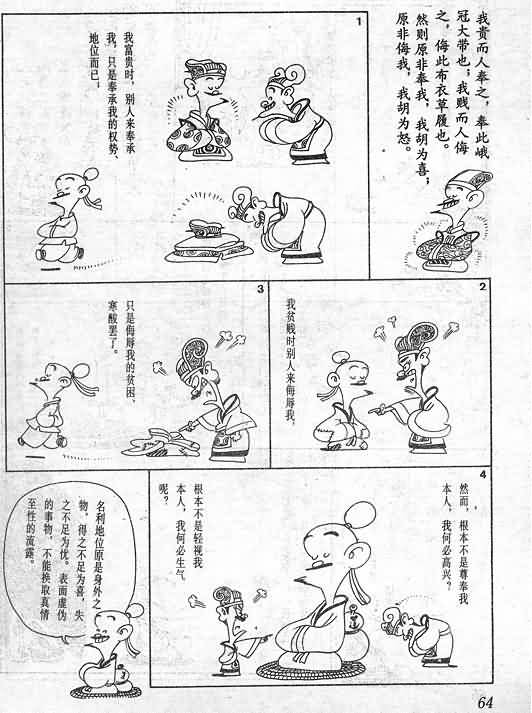 我贵而人奉之，奉此峨
冠大带也；我贱而人侮
之，侮此布衣草履也。
然则原非奉我，我胡为喜；
原非侮我，我胡为怒。
1
我富贵时，别人来奉承
我，只是奉承我的权势、
地位而已；
2
我贫贱时别人来侮辱我，
3
只是侮辱我的贫困、
寒酸罢了。
4
然而，根本不是尊奉我
本人，我何必高兴？
根本不是轻视我
本人，我何必生气
呢？
名利地位原是身外之
物，得之不足为喜，失
之不足为忧。表面虚伪
的事物，不能换取真情
至性的流露。
64